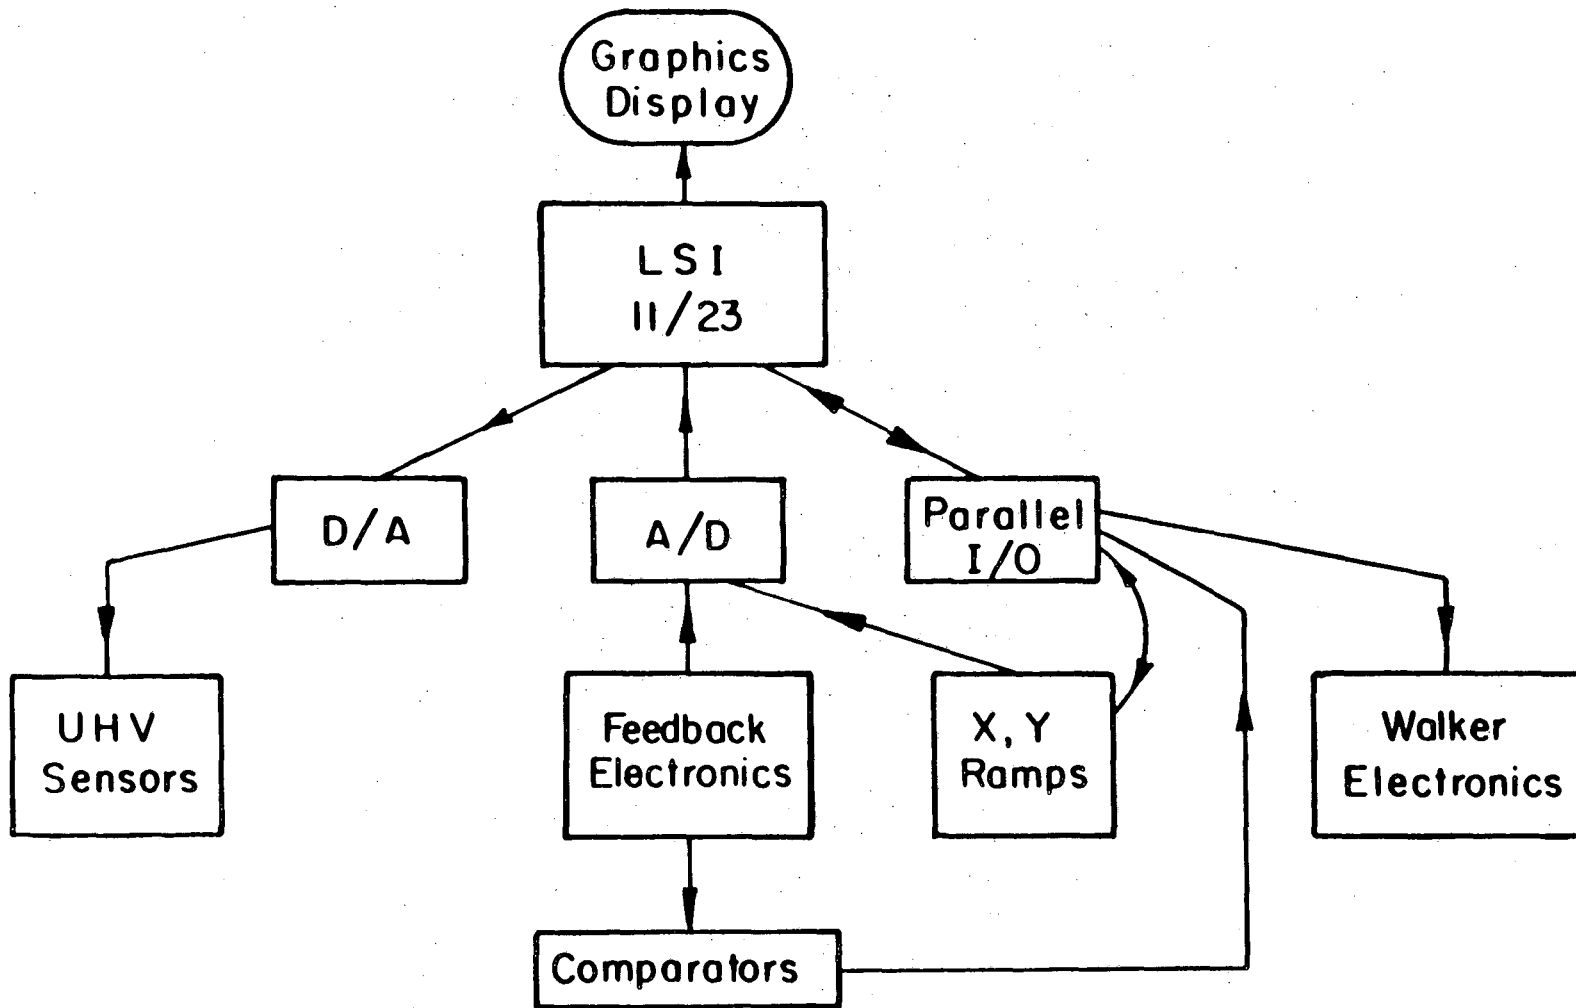 Graphics
Display
LSI
11/23
D/A
A/D
Parallel
I/O
UHV
Sensors
Feedback
Electronics
X, Y
Ramps
Walker
Electronics
Comparators